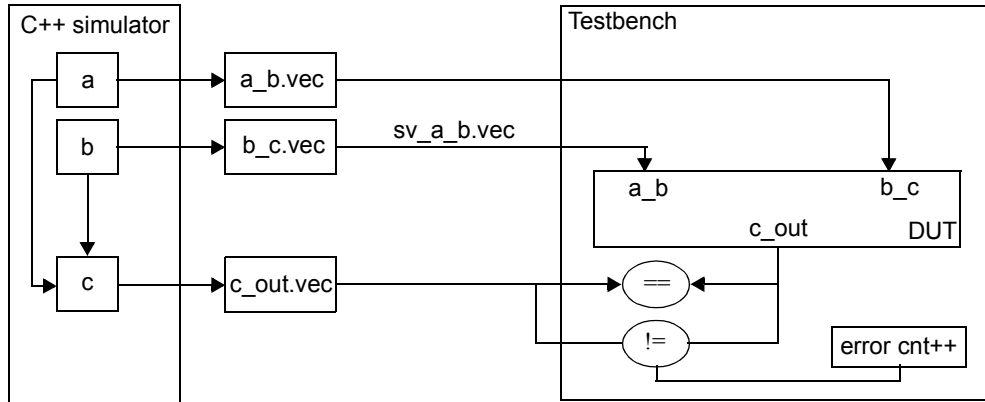 C++ simulator
Testbench
a
a_b.vec
b
b_c.vec
sv_a_b.vec
a_b
b_c
c_out
DUT
c
c_out.vec
==
!=
error cnt++